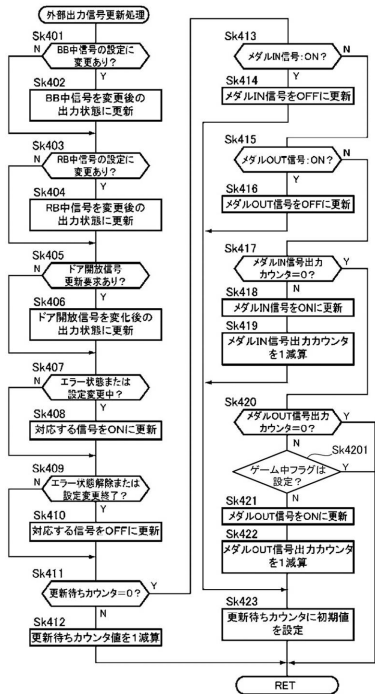 外部出力信号更新処理
Sk401
BB中信号の設定に
変更あり?
N
Y
Sk402
BB中信号を変更後の
出力状態に更新
Sk403
RB中信号の設定に
変更あり?
N
Y
Sk404
RB中信号を変更後の
出力状態に更新
Sk405
ドア開放信号
更新要求あり?
N
Y
Sk406
ドア開放信号を変化後の
出力状態に更新
Sk407
エラー状態または
設定変更中?
N
Y
Sk408
対応する信号をONに更新
Sk409
エラー状態解除または
設定変更終了?
N
Y
Sk410
対応する信号をOFFに更新
Sk411
更新待ちカウンタ=0?
Y
N
Sk412
更新待ちカウンタ値を1減算
Sk413
メダルIN信号:ON?
N
Y
Sk414
メダルIN信号をOFFに更新
Sk415
メダルOUT信号:ON?
N
Y
Sk416
メダルOUT信号をOFFに更新
Sk417
メダルIN信号出力
カウンタ=0?
Y
N
Sk418
メダルIN信号をONに更新
Sk419
メダルIN信号出力カウンタ
を1減算
Sk420
メダルOUT信号出力
カウンタ=0?
Y
N
Sk4201
ゲーム中フラグは
設定?
Y
N
Sk421
メダルOUT信号をONに更新
Sk422
メダルOUT信号出力カウンタ
を1減算
Sk423
更新待ちカウンタに初期値
を設定
RET